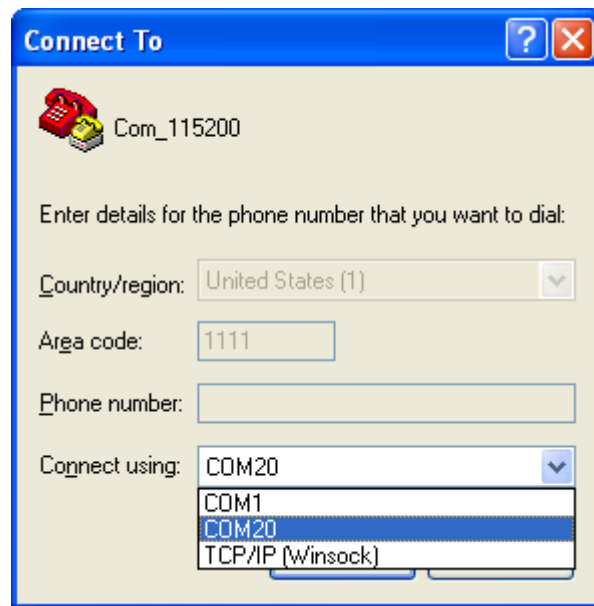 Connect To
Com_115200
Enter details for the phone number that you want to dial:
Country/region: United States (1)
Area code: 1111
Phone number:
Connect using: COM20
COM1
COM20
TCP/IP (Winsock)